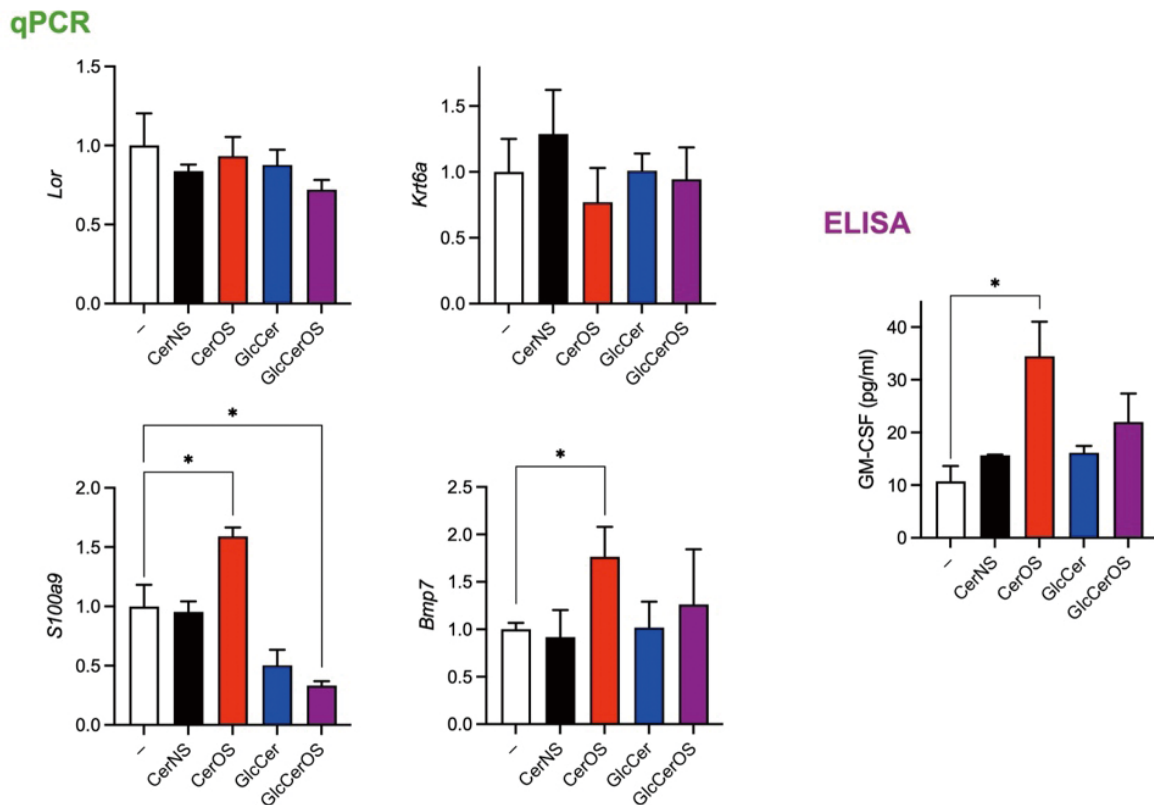 qPCR
Lor
1.5
1.0
0.5
0.0
–
CerNS
CerOS
GlcCer
GlcCerOS
Krt6a
1.5
1.0
0.5
0.0
–
CerNS
CerOS
GlcCer
GlcCerOS
S100a9
2.0
1.5
1.0
0.5
0.0
*
*
–
CerNS
CerOS
GlcCer
GlcCerOS
Bmp7
2.5
2.0
1.5
1.0
0.5
0.0
*
–
CerNS
CerOS
GlcCer
GlcCerOS
ELISA
GM-CSF (pg/ml)
40
30
20
10
0
*
–
CerNS
CerOS
GlcCer
GlcCerOS